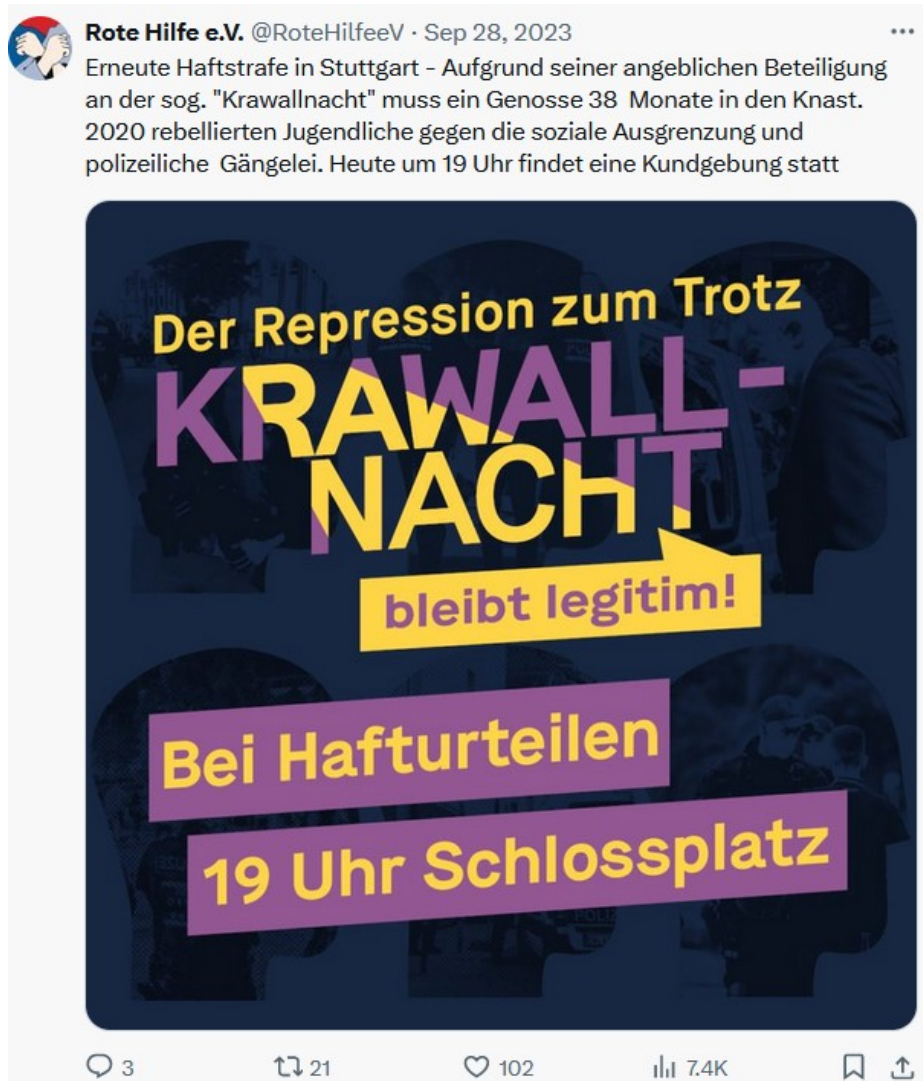 Rote Hilfe e.V. @RoteHilfeeV · Sep 28, 2023
Erneute Haftstrafe in Stuttgart - Aufgrund seiner angeblichen Beteiligung
an der sog. "Krawallnacht" muss ein Genosse 38 Monate in den Knast.
2020 rebellierten Jugendliche gegen die soziale Ausgrenzung und
polizeiliche Gängelei. Heute um 19 Uhr findet eine Kundgebung statt
Der Repression zum Trotz
KRAWALL-
NACHT
bleibt legitim!
Bei Hafturteilen
19 Uhr Schlossplatz
3 21 102 7.4K